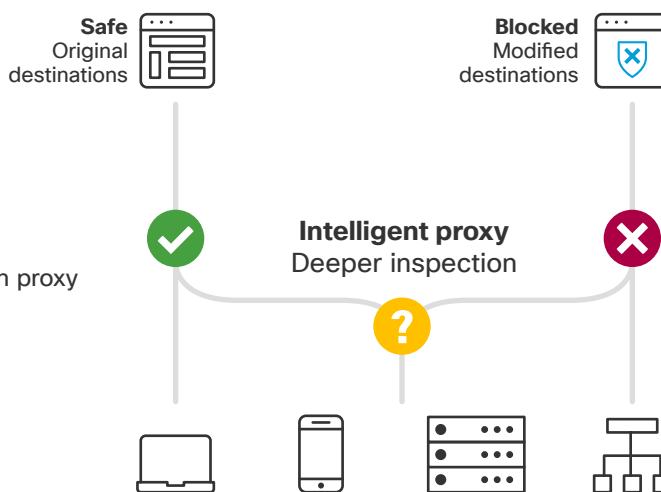 Safe
Original
destinations
Blocked
Modified
destinations
Intelligent proxy
Deeper inspection
proxy
?